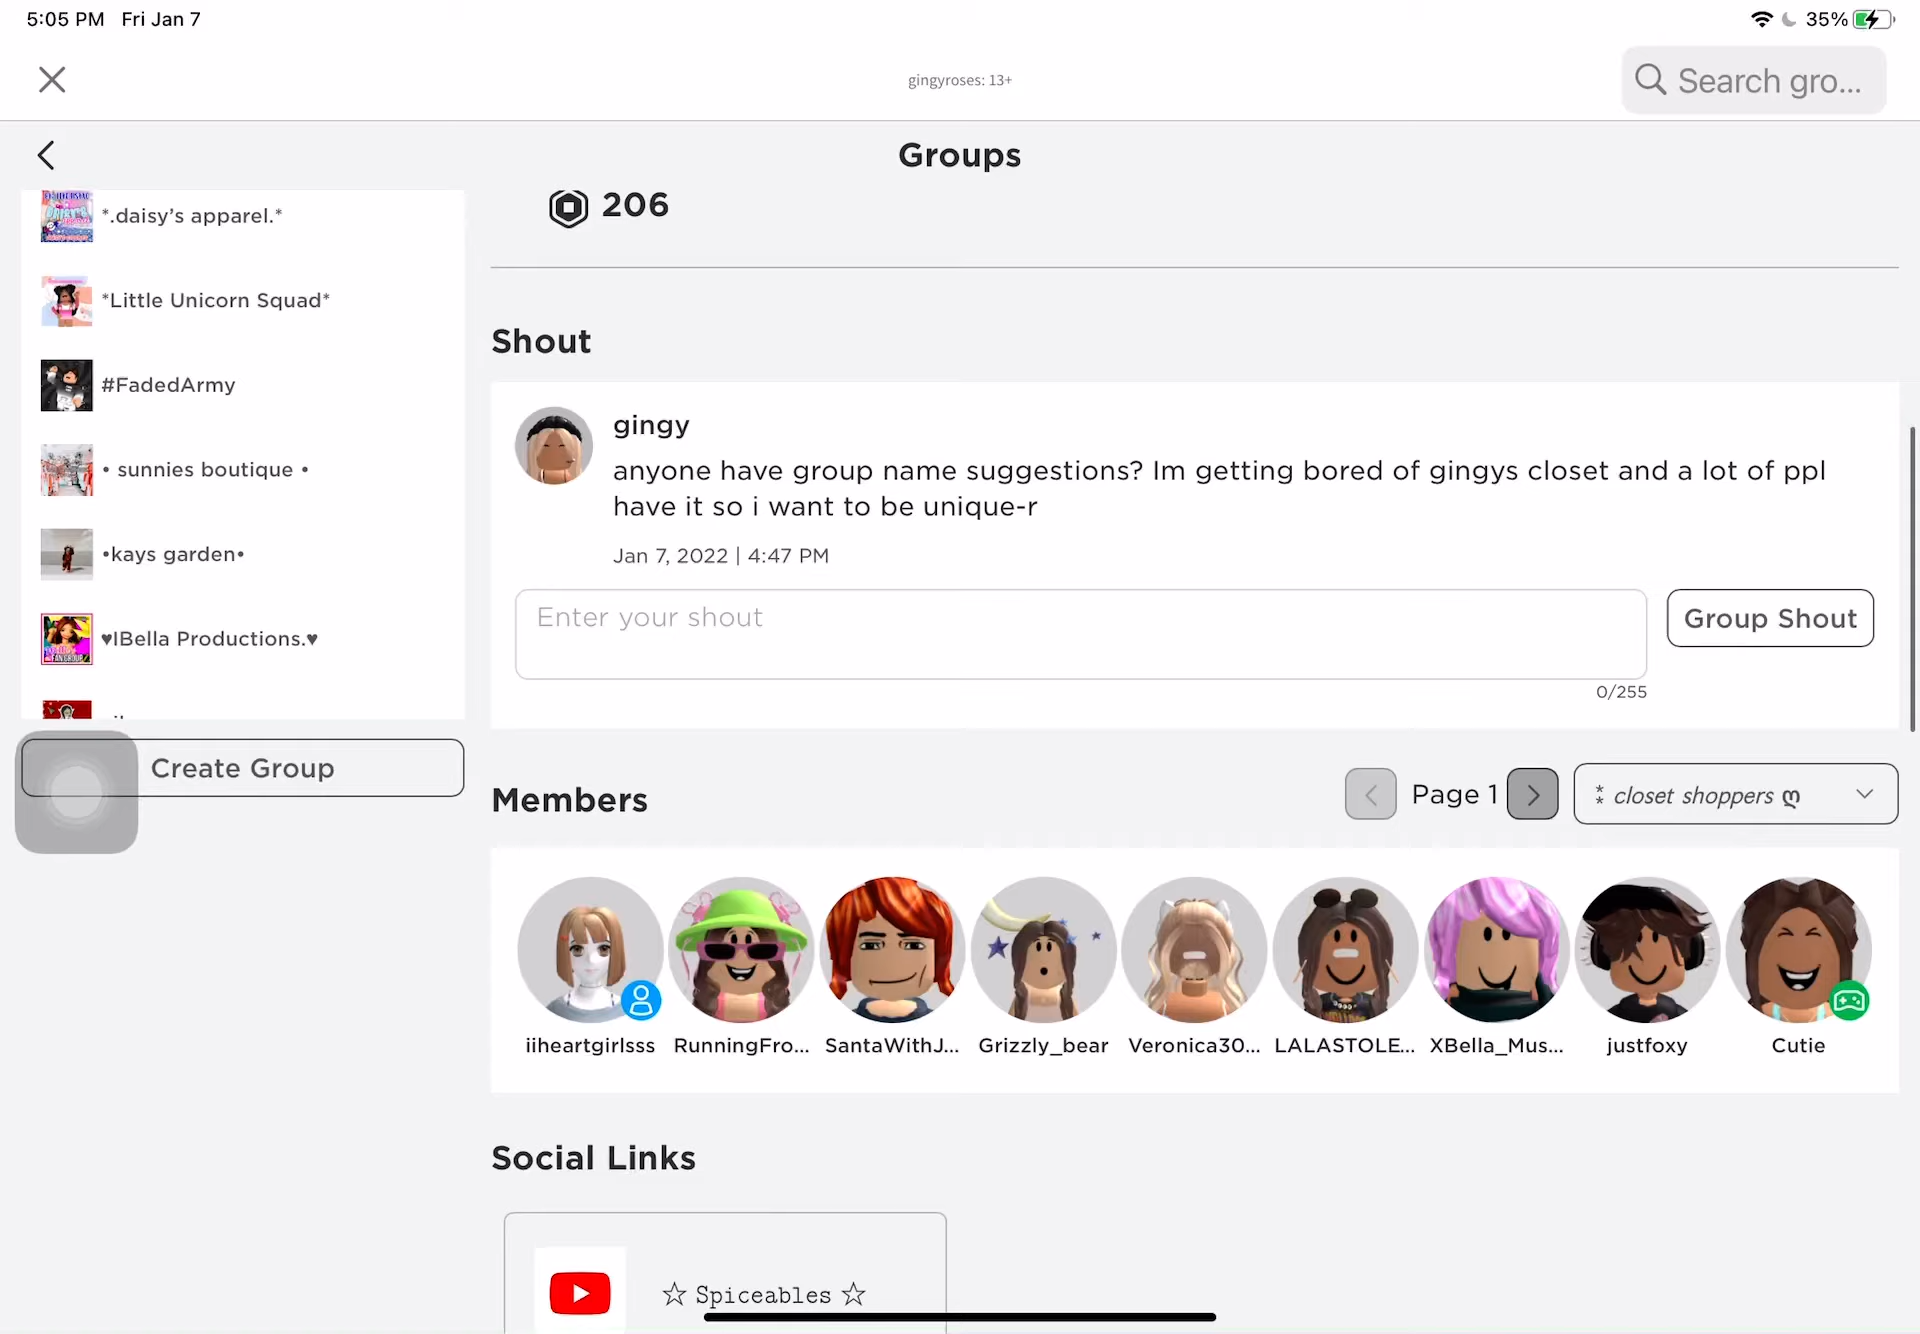 5:05 PM Fri Jan 7
35%
gingyroses: 13+
Search gro...
Groups
206
*.daisy’s apparel.*
*Little Unicorn Squad*
#FadedArmy
• sunnies boutique •
•kays garden•
♥IBella Productions.♥
Create Group
Shout
gingy
anyone have group name suggestions? Im getting bored of gingys closet and a lot of ppl
have it so i want to be unique-r
Jan 7, 2022 | 4:47 PM
Enter your shout
Group Shout
0/255
Members
Page 1
⁑ closet shoppers ღ
iiheartgirlsss RunningFro... SantaWithJ... Grizzly_bear Veronica30... LALASTOLE... XBella_Mus... justfoxy Cutie
Social Links
☆ Spiceables ☆